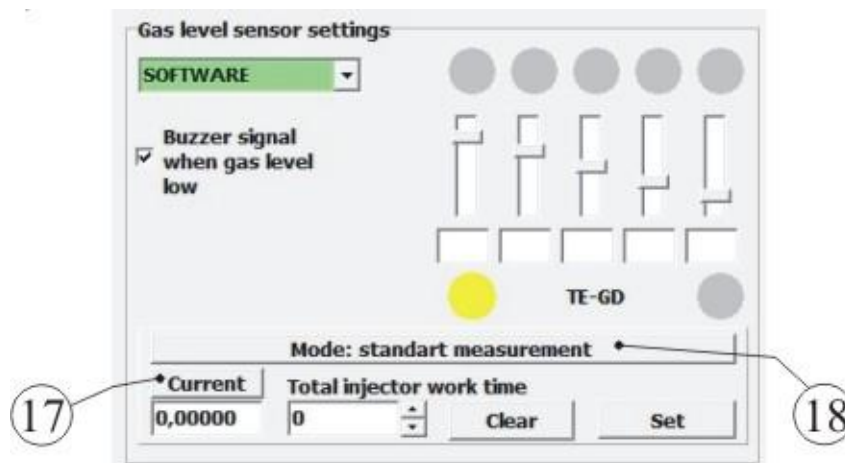 Gas level sensor settings
SOFTWARE
Buzzer signal
when gas level
low
TE-GD
Mode: standart measurement
17
Current
Total injector work time
18
0,00000
0
Clear
Set